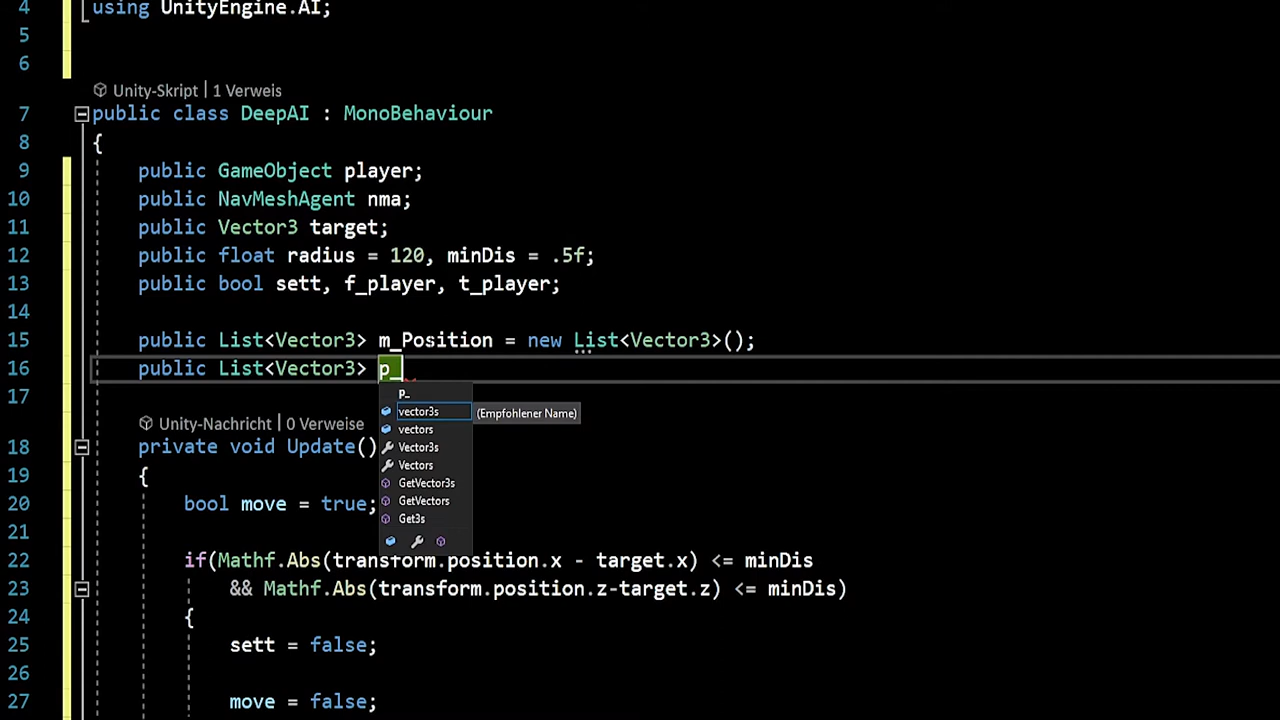 4 using UnityEngine.AI;
5
6
Unity-Skript | 1 Verweis
7 public class DeepAI : MonoBehaviour
8 {
9 public GameObject player;
10 public NavMeshAgent nma;
11 public Vector3 target;
12 public float radius = 120, minDis = .5f;
13 public bool sett, f_player, t_player;
14
15 public List<Vector3> m_Position = new List<Vector3>();
16 public List<Vector3> p_
p_
17
vector3s (Empfohlener Name)
vectors
Vector3s
Vectors
GetVector3s
GetVectors
Get3s
Unity-Nachricht | 0 Verweise
18 private void Update()
19 {
20 bool move = true;
21
22 if(Mathf.Abs(transform.position.x - target.x) <= minDis
23 && Mathf.Abs(transform.position.z-target.z) <= minDis)
24 {
25 sett = false;
26
27 move = false;